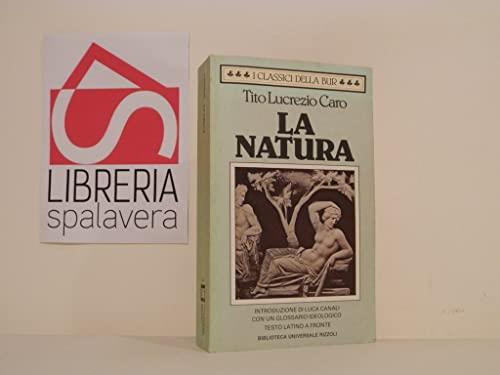 LIBRERIA
spalavera
I CLASSICI DELLA BUR
Tito Lucrezio Caro
LA
NATURA
INTRODUZIONE DI LUCA CANALI
CON UN GLOSSARIO IDEOLOGICO
TESTO LATINO A FRONTE
BIBLIOTECA UNIVERSALE RIZZOLI